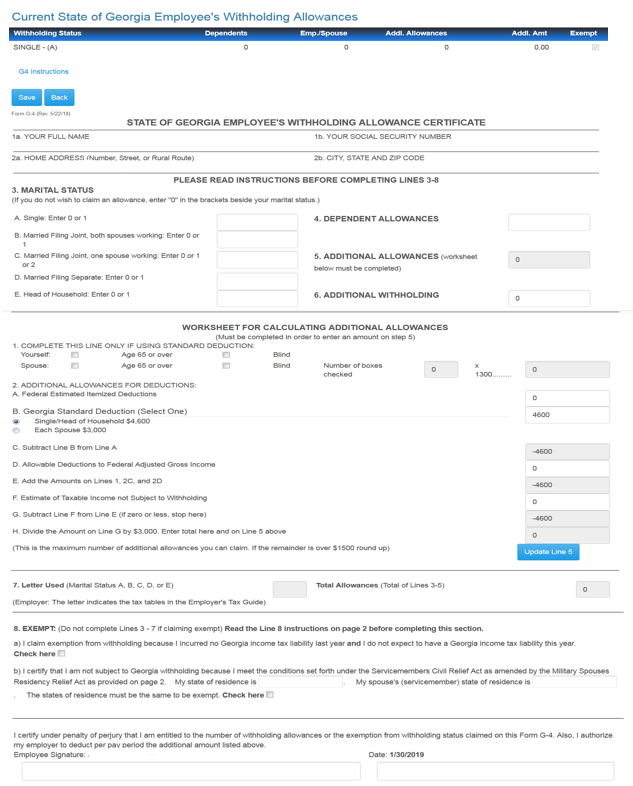 Current State of Georgia Employee's Withholding Allowances
Withholding Status Dependents Emp./Spouse Addl. Allowances Addl. Amt Exempt
SINGLE - (A) 0 0 0 0.00
G4 Instructions
Save Back
Form G-4 (Rev. 5/22/18)
STATE OF GEORGIA EMPLOYEE'S WITHHOLDING ALLOWANCE CERTIFICATE
1a. YOUR FULL NAME 1b. YOUR SOCIAL SECURITY NUMBER
2a. HOME ADDRESS (Number, Street, or Rural Route) 2b. CITY, STATE AND ZIP CODE
PLEASE READ INSTRUCTIONS BEFORE COMPLETING LINES 3-8
3. MARITAL STATUS
(If you do not wish to claim an allowance, enter "0" in the brackets beside your marital status.)
A. Single: Enter 0 or 1 4. DEPENDENT ALLOWANCES
B. Married Filing Joint, both spouses working: Enter 0 or
1
C. Married Filing Joint, one spouse working: Enter 0 or 1 5. ADDITIONAL ALLOWANCES (worksheet 0
or 2 below must be completed)
D. Married Filing Separate: Enter 0 or 1
E. Head of Household: Enter 0 or 1 6. ADDITIONAL WITHHOLDING 0
WORKSHEET FOR CALCULATING ADDITIONAL ALLOWANCES
(Must be completed in order to enter an amount on step 5)
1. COMPLETE THIS LINE ONLY IF USING STANDARD DEDUCTION:
Yourself: Age 65 or over Blind
Spouse: Age 65 or over Blind Number of boxes 0 x 0
checked 1300.........
2. ADDITIONAL ALLOWANCES FOR DEDUCTIONS:
A. Federal Estimated Itemized Deductions 0
B. Georgia Standard Deduction (Select One) 4600
Single/Head of Household $4,600
Each Spouse $3,000
C. Subtract Line B from Line A -4600
D. Allowable Deductions to Federal Adjusted Gross Income 0
E. Add the Amounts on Lines 1, 2C, and 2D -4600
F. Estimate of Taxable Income not Subject to Withholding 0
G. Subtract Line F from Line E (if zero or less, stop here) -4600
H. Divide the Amount on Line G by $3,000. Enter total here and on Line 5 above 0
(This is the maximum number of additional allowances you can claim. If the remainder is over $1500 round up) Update Line 5
7. Letter Used (Marital Status A, B, C, D, or E) Total Allowances (Total of Lines 3-5) 0
(Employer: The letter indicates the tax tables in the Employer's Tax Guide)
8. EXEMPT: (Do not complete Lines 3 - 7 if claiming exempt) Read the Line 8 instructions on page 2 before completing this section.
a) I claim exemption from withholding because I incurred no Georgia income tax liability last year and I do not expect to have a Georgia income tax liability this year.
Check here
b) I certify that I am not subject to Georgia withholding because I meet the conditions set forth under the Servicemembers Civil Relief Act as amended by the Military Spouses
Residency Relief Act as provided on page 2. My state of residence is . My spouse's (servicemember) state of residence is
. The states of residence must be the same to be exempt. Check here
I certify under penalty of perjury that I am entitled to the number of withholding allowances or the exemption from withholding status claimed on this Form G-4. Also, I authorize
my employer to deduct per pay period the additional amount listed above.
Employee Signature: . Date: 1/30/2019